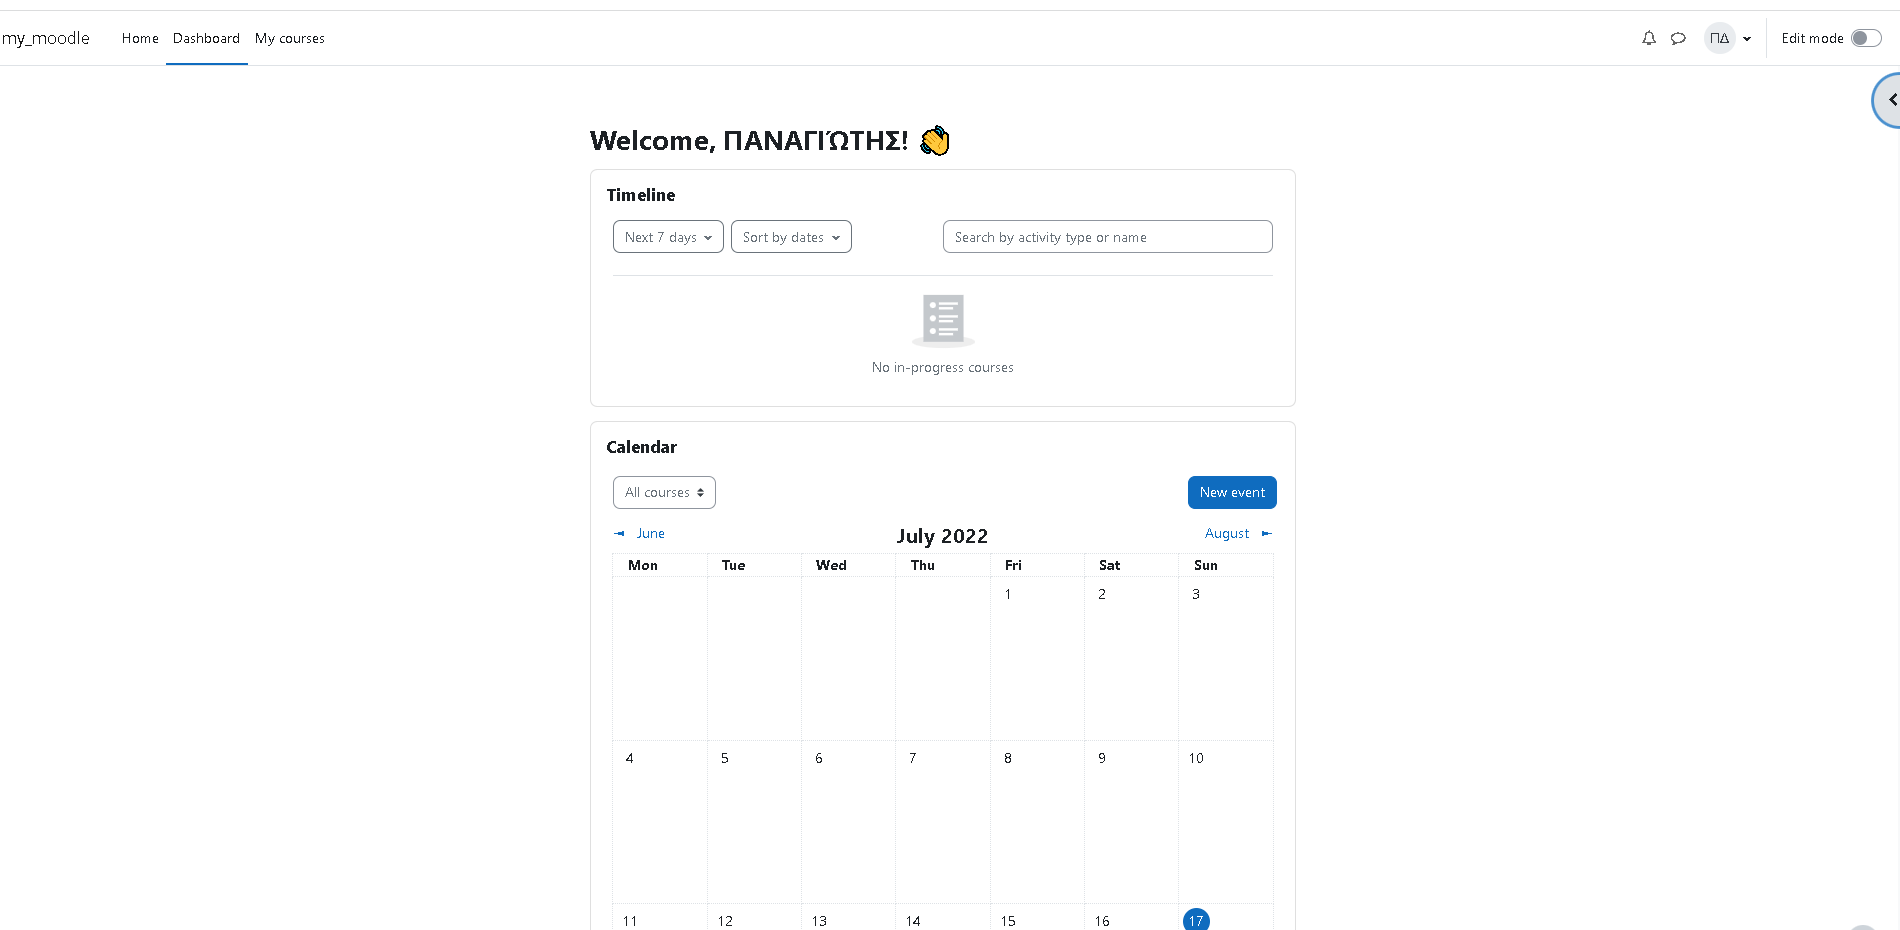 my_moodle Home Dashboard My courses ΠΔ Edit mode
Welcome, ΠΑΝΑΓΙΏΤΗΣ! 👋
Timeline
Next 7 days Sort by dates Search by activity type or name
No in-progress courses
Calendar
All courses New event
◄ June July 2022 August ►
Mon Tue Wed Thu Fri Sat Sun
1 2 3
4 5 6 7 8 9 10
11 12 13 14 15 16 17